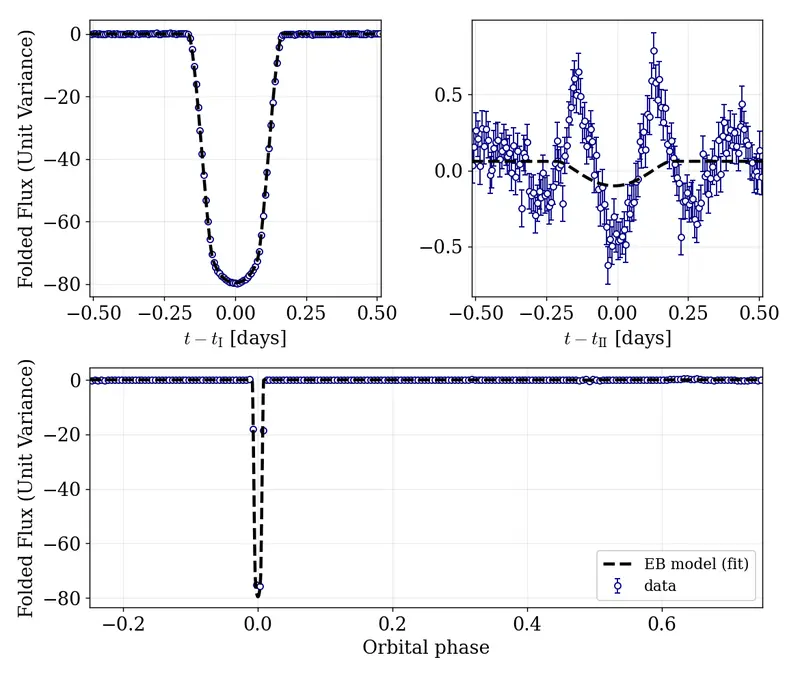 Folded Flux (Unit Variance)
0
−20
−40
−60
−80
−0.50 −0.25 0.00 0.25 0.50
t − t_I [days]
0.5
0.0
−0.5
−0.50 −0.25 0.00 0.25 0.50
t − t_II [days]
Folded Flux (Unit Variance)
0
−20
−40
−60
−80
EB model (fit)
data
−0.2 0.0 0.2 0.4 0.6
Orbital phase